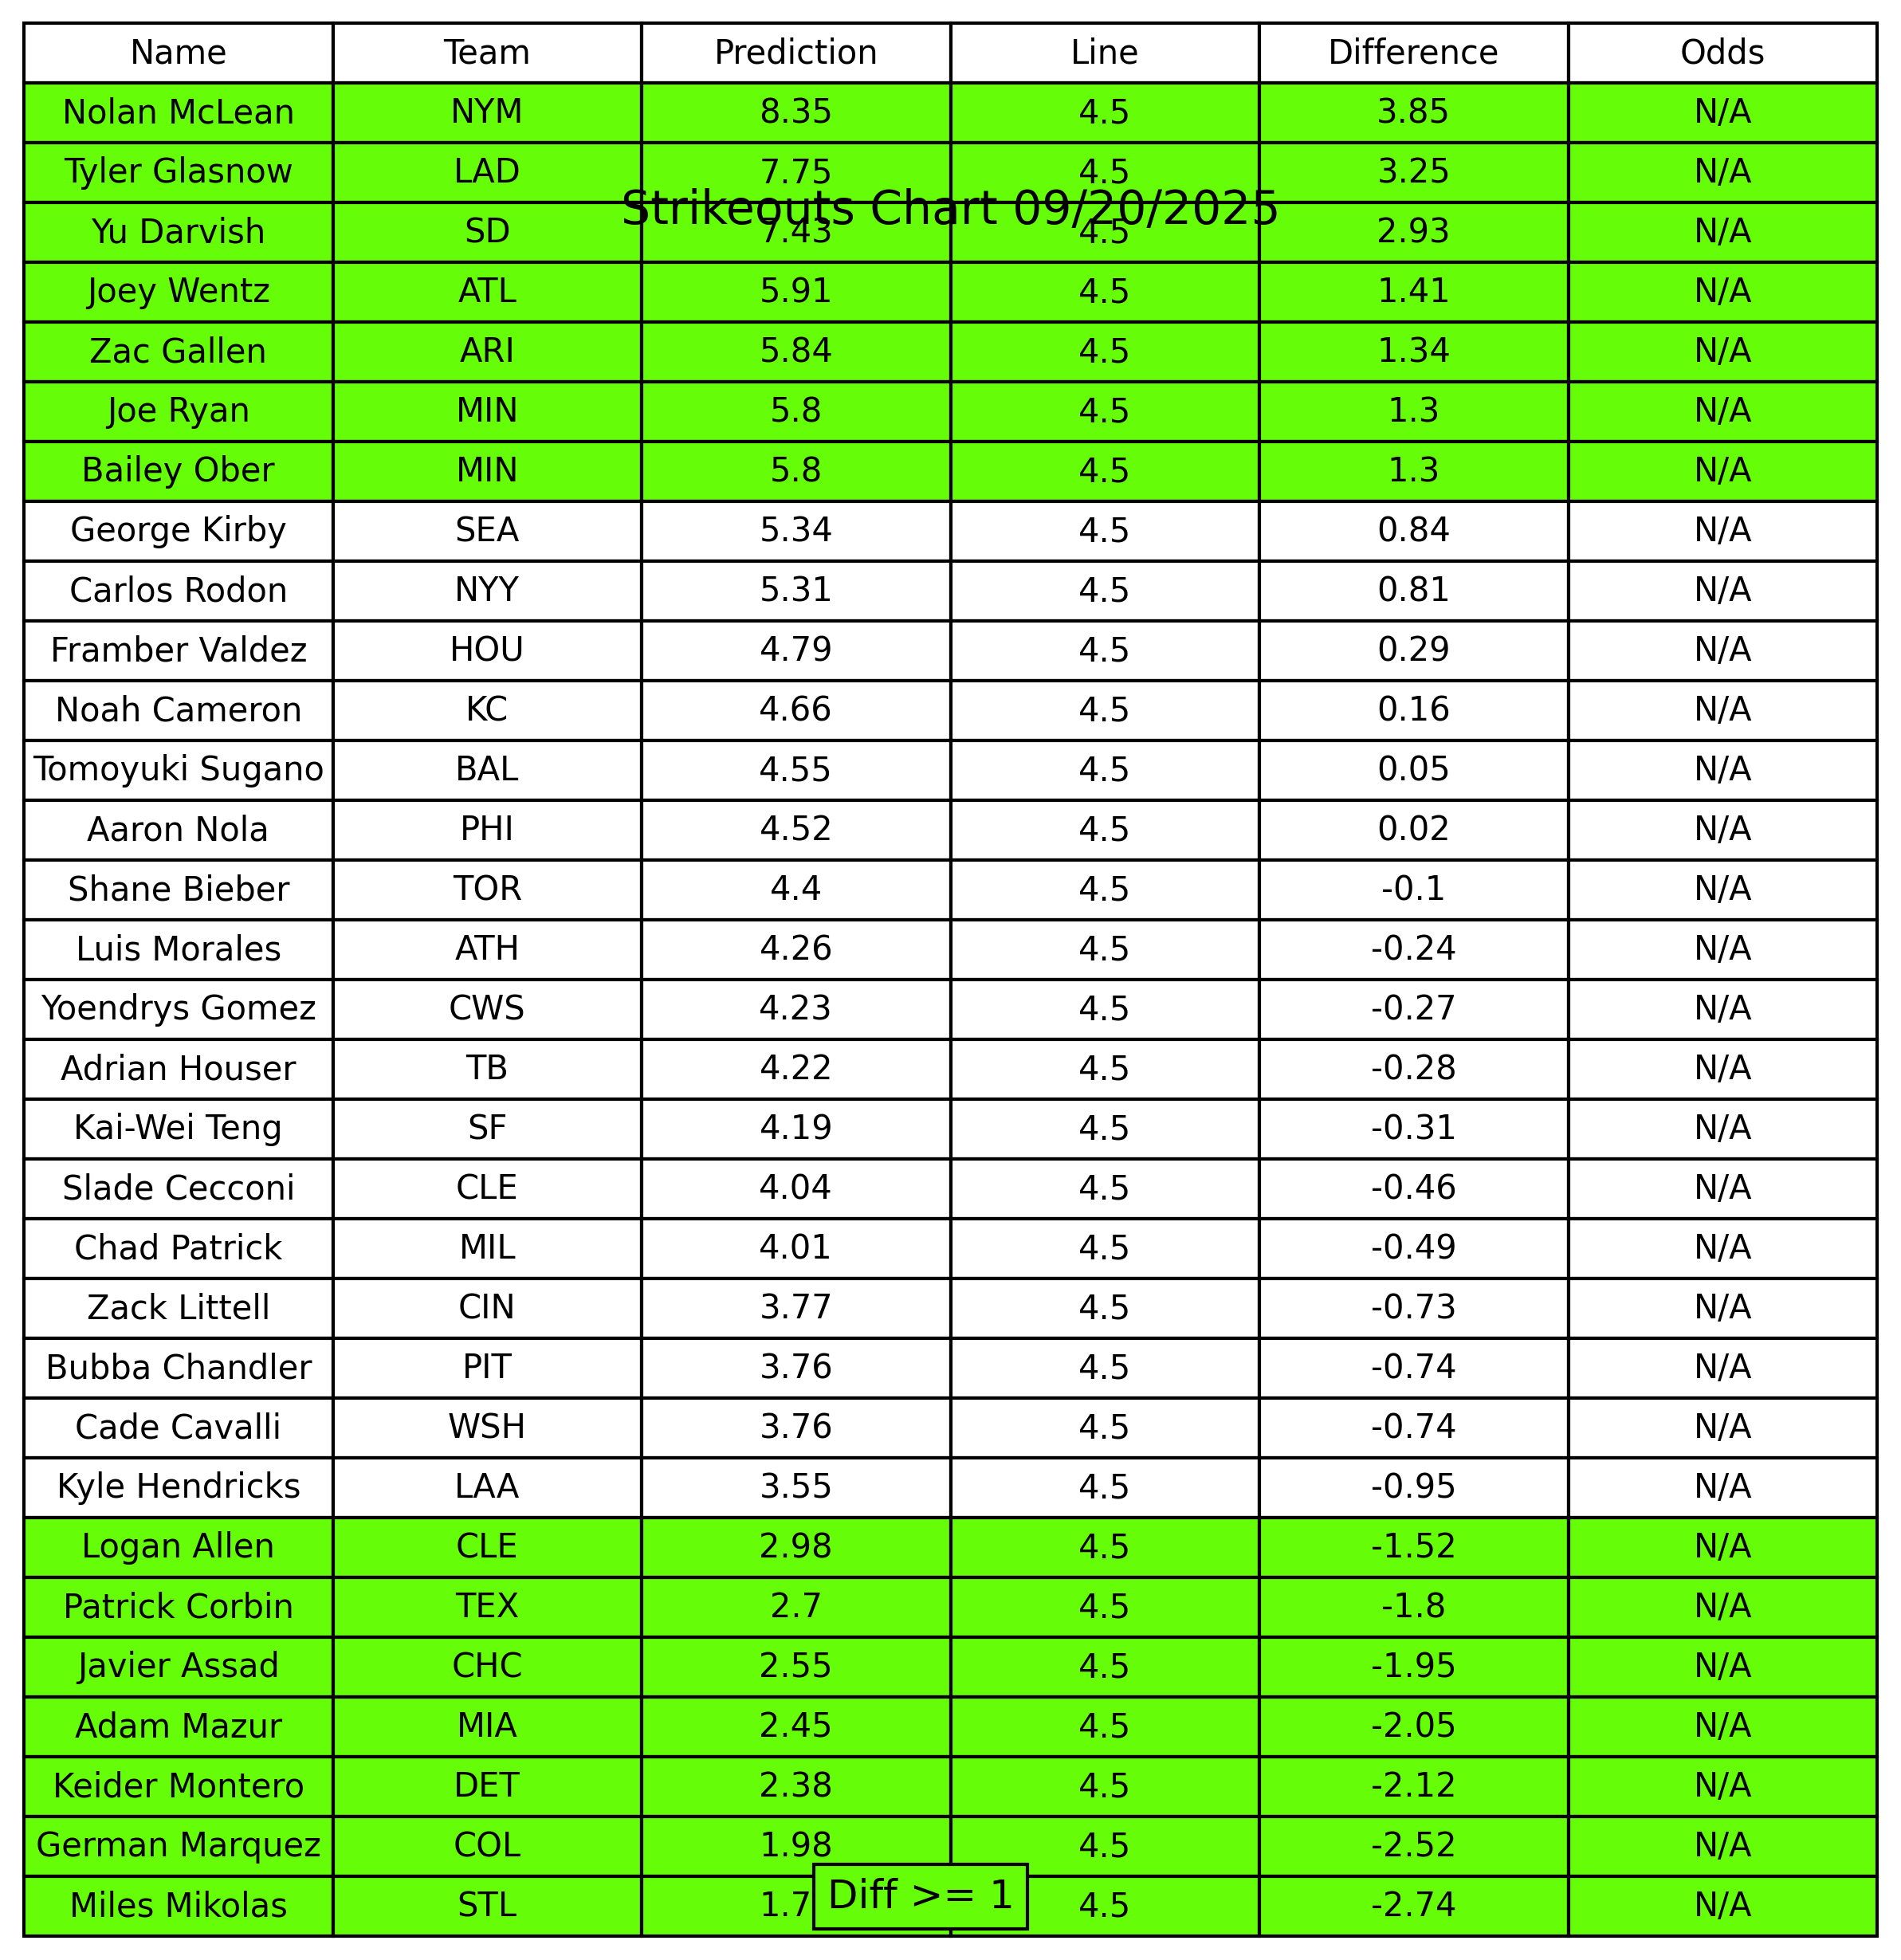 Name Team Prediction Line Difference Odds
Nolan McLean NYM 8.35 4.5 3.85 N/A
Tyler Glasnow LAD 7.75 4.5 3.25 N/A
Strikeouts Chart 09/20/2025
Yu Darvish SD 7.43 4.5 2.93 N/A
Joey Wentz ATL 5.91 4.5 1.41 N/A
Zac Gallen ARI 5.84 4.5 1.34 N/A
Joe Ryan MIN 5.8 4.5 1.3 N/A
Bailey Ober MIN 5.8 4.5 1.3 N/A
George Kirby SEA 5.34 4.5 0.84 N/A
Carlos Rodon NYY 5.31 4.5 0.81 N/A
Framber Valdez HOU 4.79 4.5 0.29 N/A
Noah Cameron KC 4.66 4.5 0.16 N/A
Tomoyuki Sugano BAL 4.55 4.5 0.05 N/A
Aaron Nola PHI 4.52 4.5 0.02 N/A
Shane Bieber TOR 4.4 4.5 -0.1 N/A
Luis Morales ATH 4.26 4.5 -0.24 N/A
Yoendrys Gomez CWS 4.23 4.5 -0.27 N/A
Adrian Houser TB 4.22 4.5 -0.28 N/A
Kai-Wei Teng SF 4.19 4.5 -0.31 N/A
Slade Cecconi CLE 4.04 4.5 -0.46 N/A
Chad Patrick MIL 4.01 4.5 -0.49 N/A
Zack Littell CIN 3.77 4.5 -0.73 N/A
Bubba Chandler PIT 3.76 4.5 -0.74 N/A
Cade Cavalli WSH 3.76 4.5 -0.74 N/A
Kyle Hendricks LAA 3.55 4.5 -0.95 N/A
Logan Allen CLE 2.98 4.5 -1.52 N/A
Patrick Corbin TEX 2.7 4.5 -1.8 N/A
Javier Assad CHC 2.55 4.5 -1.95 N/A
Adam Mazur MIA 2.45 4.5 -2.05 N/A
Keider Montero DET 2.38 4.5 -2.12 N/A
German Marquez COL 1.98 4.5 -2.52 N/A
Diff >= 1
Miles Mikolas STL 4.5 -2.74 N/A